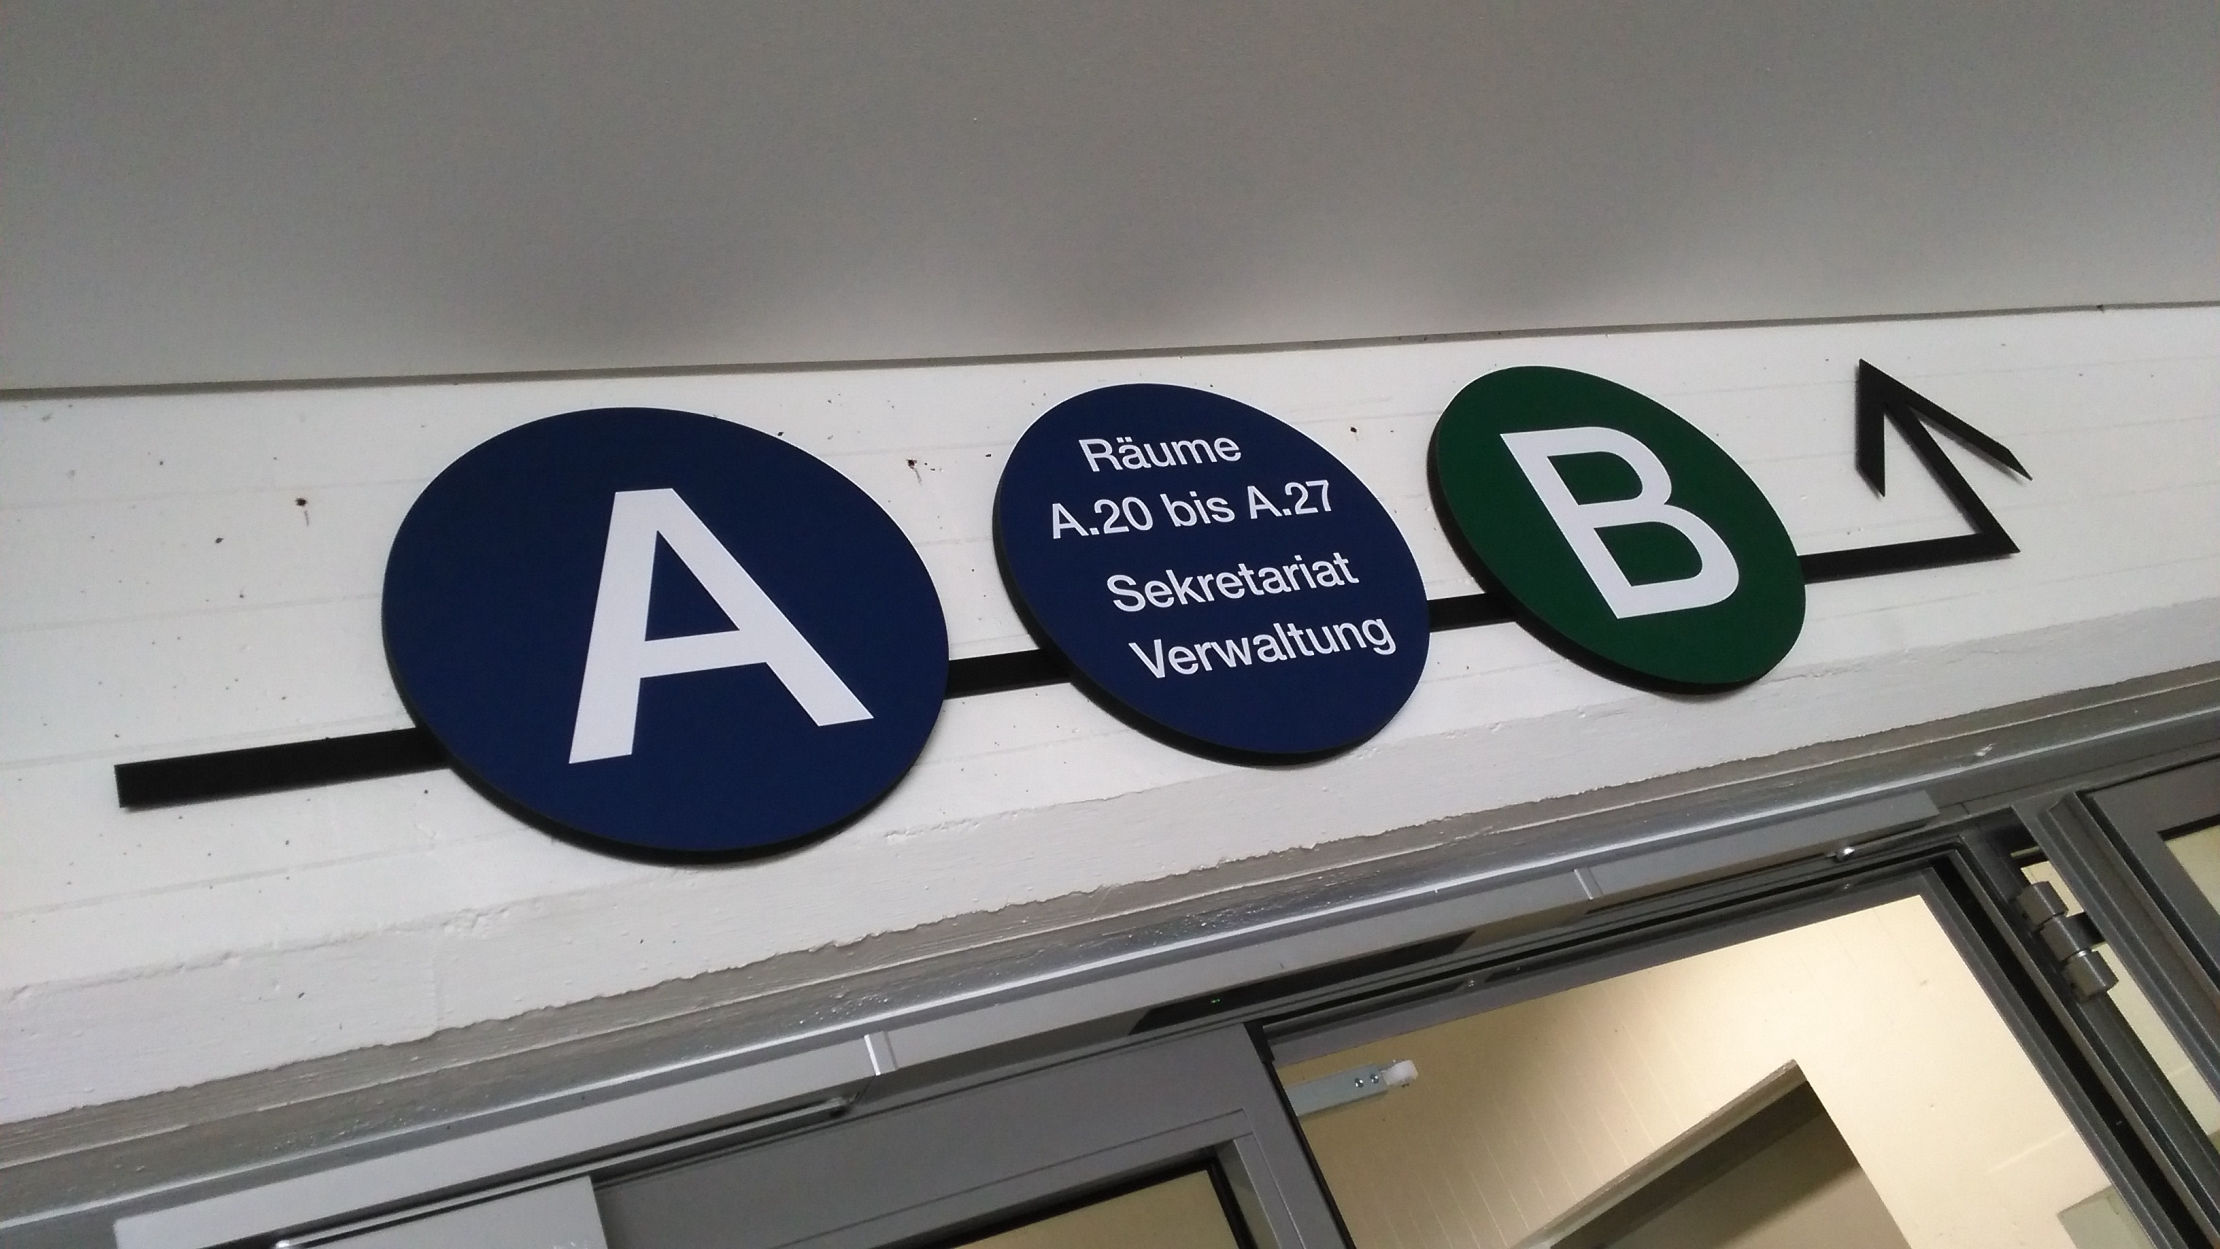 A
Räume
A.20 bis A.27
Sekretariat
Verwaltung
B